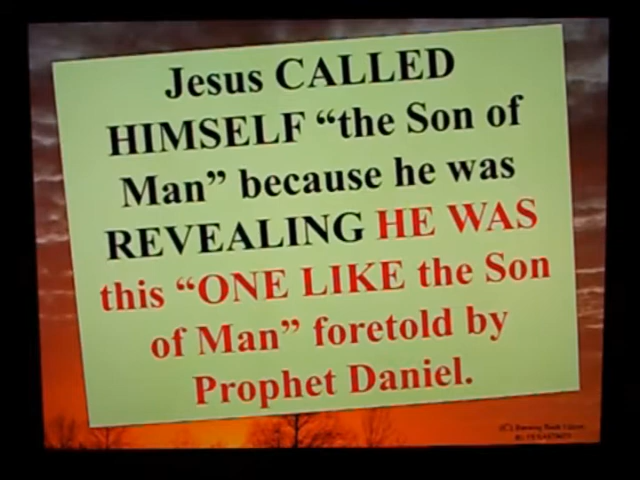 Jesus CALLED
HIMSELF “the Son of
Man” because he was
REVEALING HE WAS
this “ONE LIKE the Son
of Man” foretold by
Prophet Daniel.